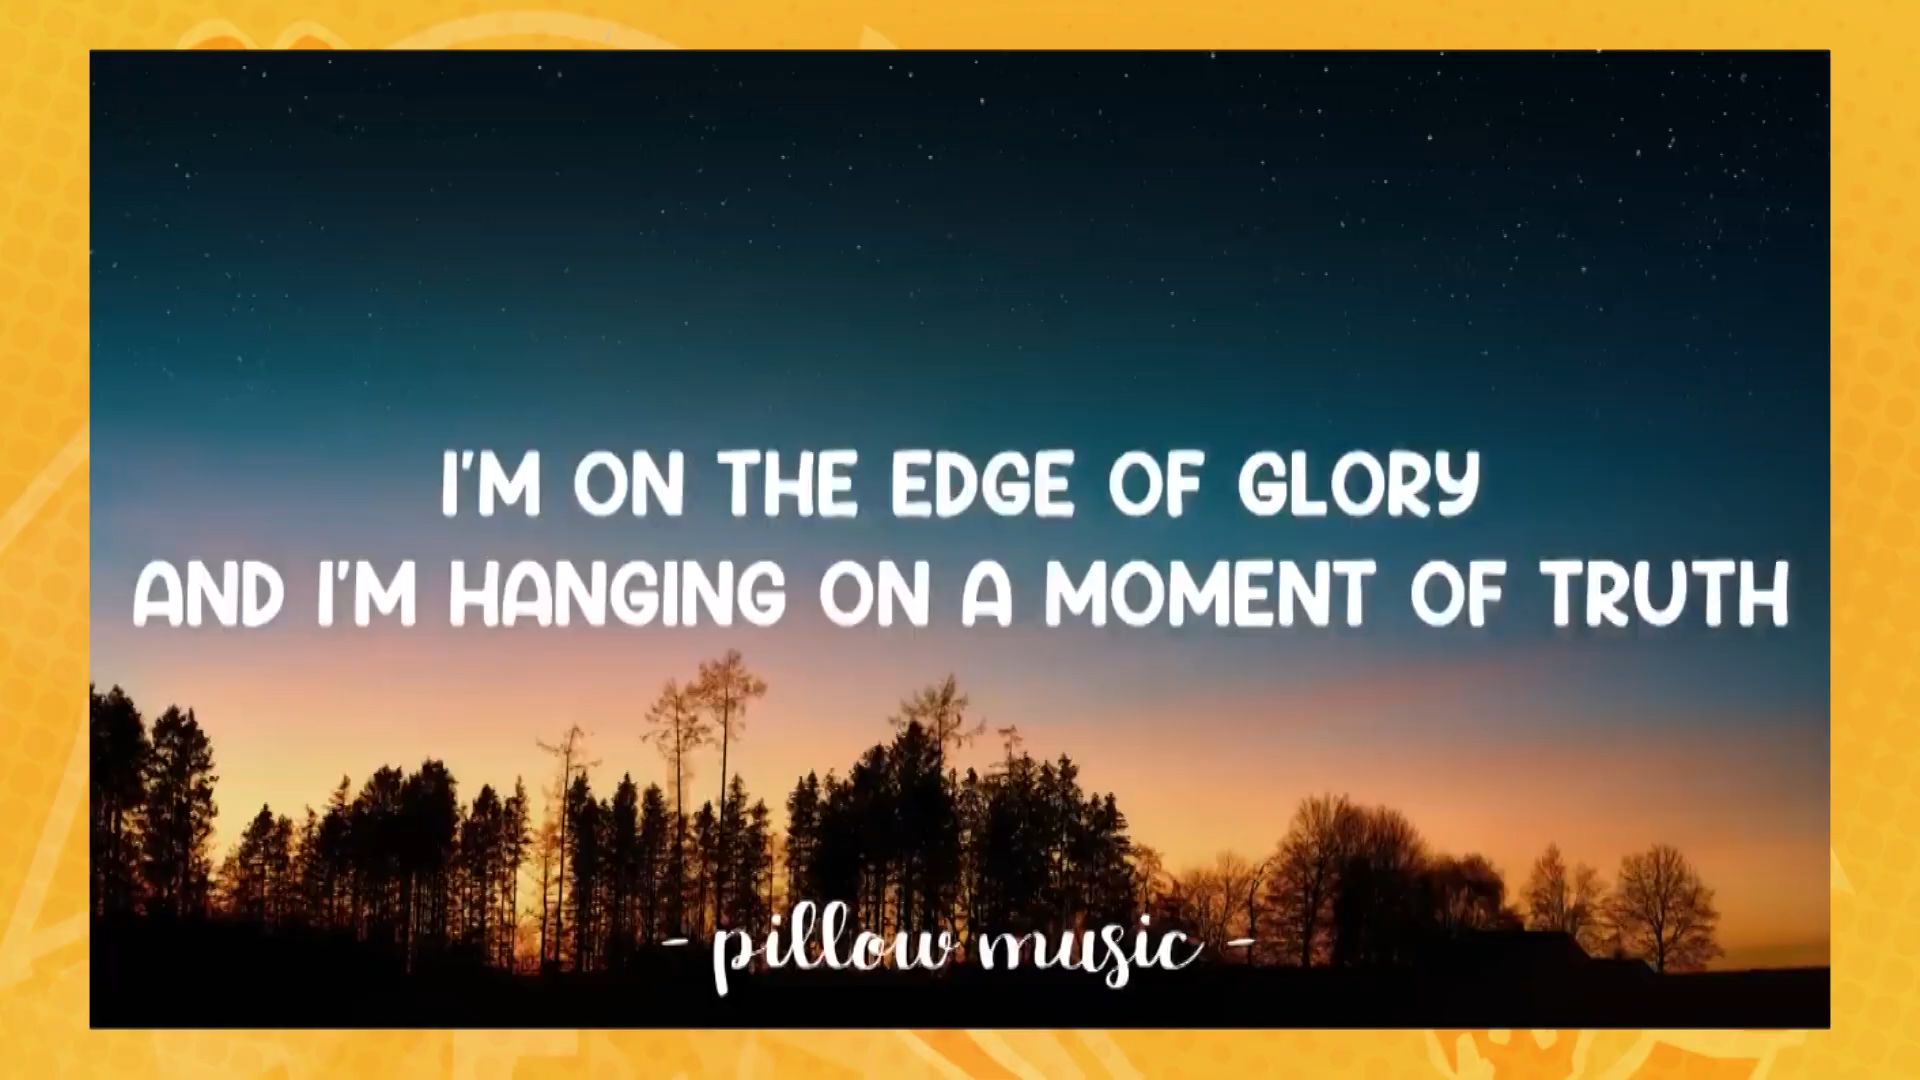 I'M ON THE EDGE OF GLORY
AND I'M HANGING ON A MOMENT OF TRUTH
- pillow music -